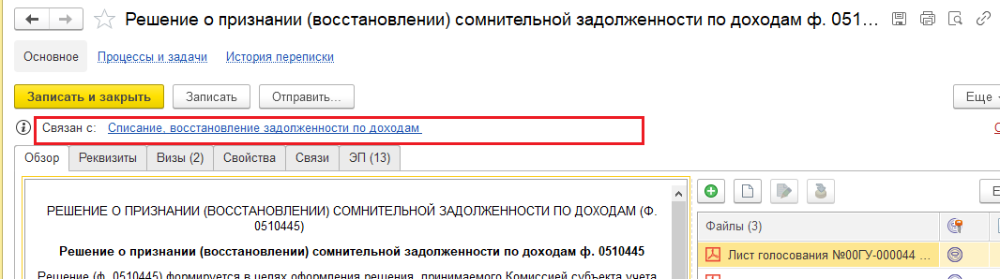 Решение о признании (восстановлении) сомнительной задолженности по доходам ф. 051...
Основное Процессы и задачи История переписки
Записать и закрыть Записать Отправить... Еще
Связан с: Списание, восстановление задолженности по доходам
Обзор Реквизиты Визы (2) Свойства Связи ЭП (13)
РЕШЕНИЕ О ПРИЗНАНИИ (ВОССТАНОВЛЕНИИ) СОМНИТЕЛЬНОЙ ЗАДОЛЖЕННОСТИ ПО ДОХОДАМ (Ф.
0510445)
Решение о признании (восстановлении) сомнительной задолженности по доходам ф. 0510445
Решение (ф. 0510445) формируется в целях оформления решения, принимаемого Комиссией субъекта учета
Файлы (3)
Лист голосования №00ГУ-000044 ...